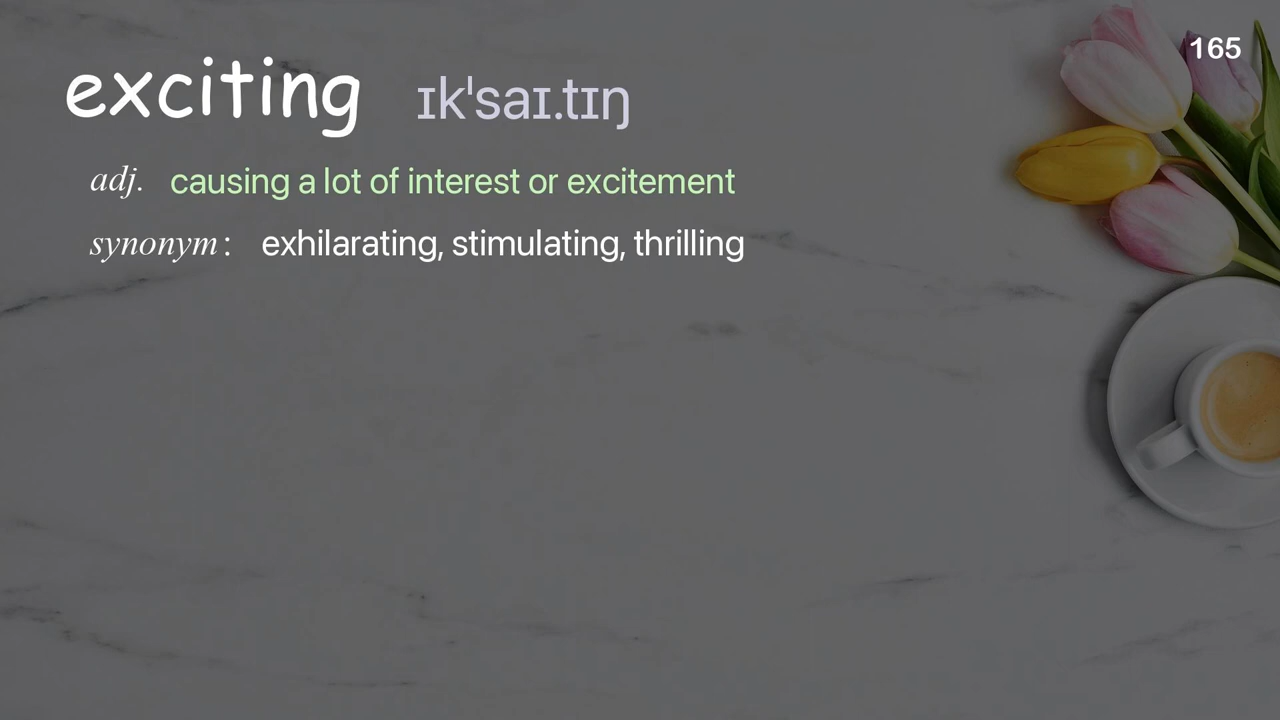 165
exciting ɪkˈsaɪ.tɪŋ
adj. causing a lot of interest or excitement
synonym: exhilarating, stimulating, thrilling